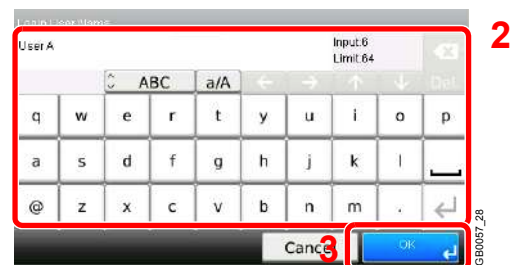 Login User Name
User A
Input:6
Limit:64
2
ABC a/A Del.
q w e r t y u i o p
a s d f g h j k l
@ z x c v b n m .
Cancel 3 OK
GB0057_28